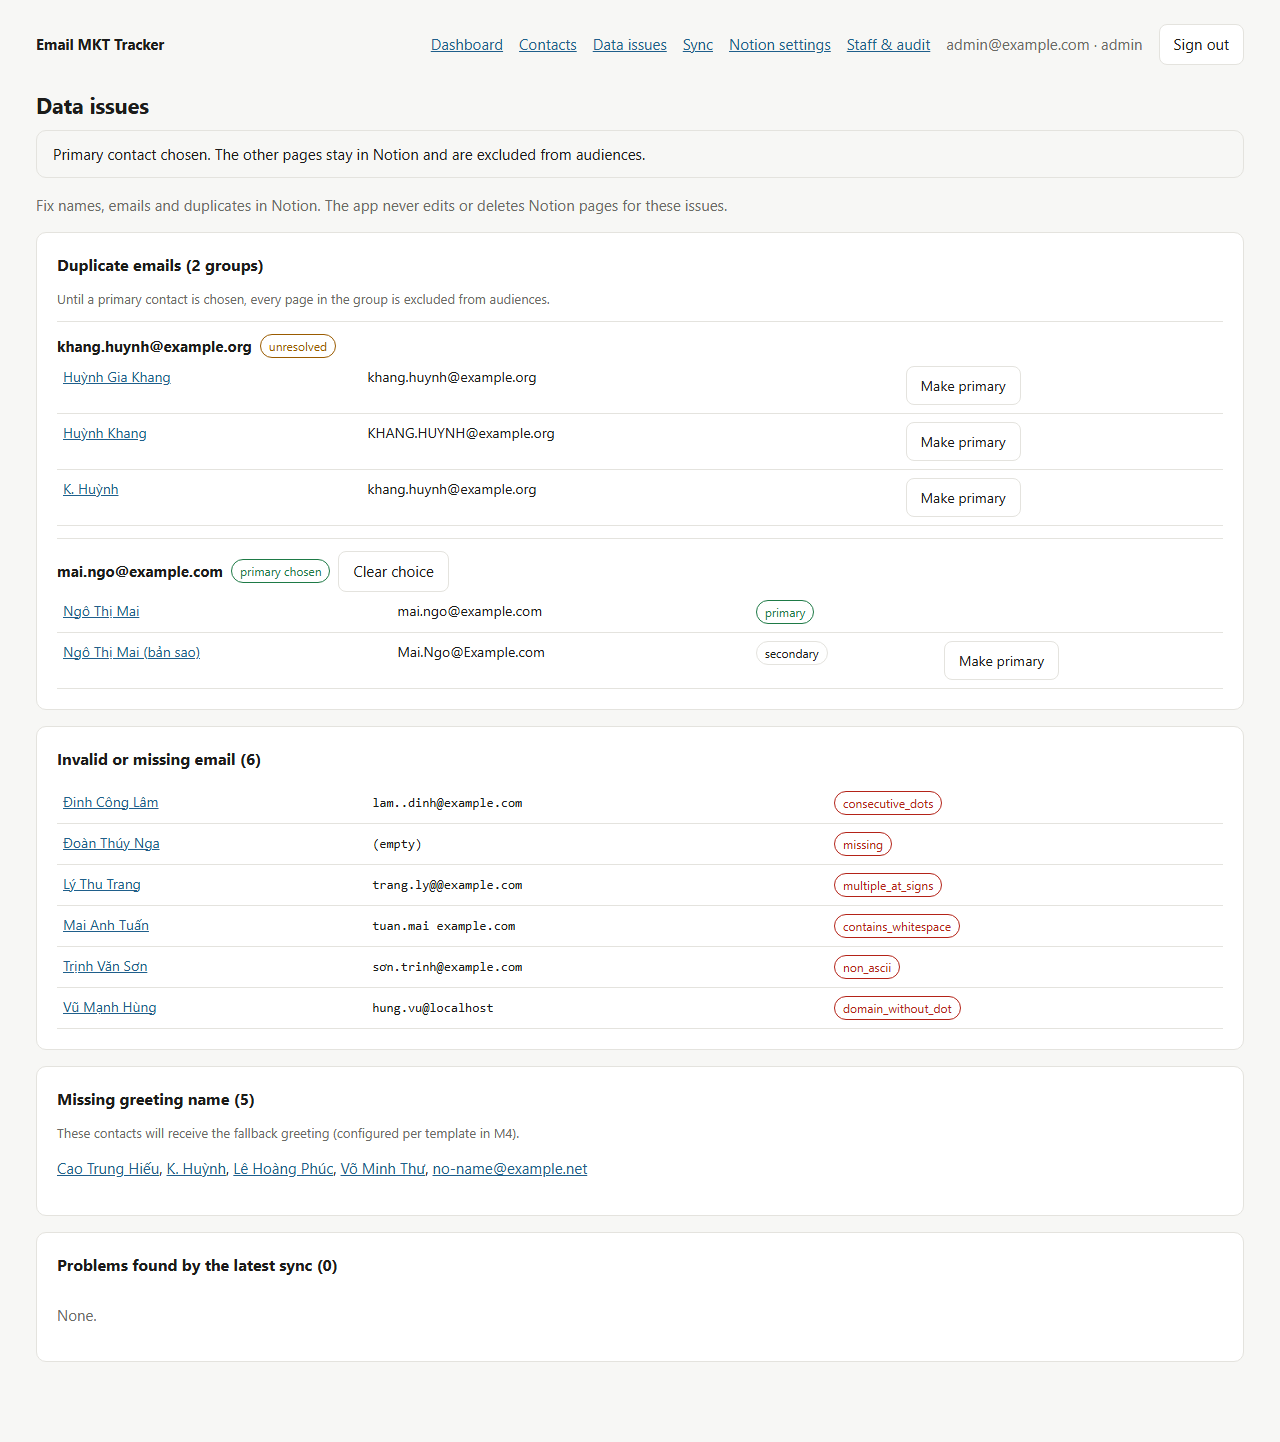 Email MKT Tracker
Dashboard Contacts Data issues Sync Notion settings Staff & audit admin@example.com · admin Sign out
Data issues
Primary contact chosen. The other pages stay in Notion and are excluded from audiences.
Fix names, emails and duplicates in Notion. The app never edits or deletes Notion pages for these issues.
Duplicate emails (2 groups)
Until a primary contact is chosen, every page in the group is excluded from audiences.
khang.huynh@example.org unresolved
Huỳnh Gia Khang khang.huynh@example.org Make primary
Huỳnh Khang KHANG.HUYNH@example.org Make primary
K. Huỳnh khang.huynh@example.org Make primary
mai.ngo@example.com primary chosen Clear choice
Ngô Thị Mai mai.ngo@example.com primary
Ngô Thị Mai (bản sao) Mai.Ngo@Example.com secondary Make primary
Invalid or missing email (6)
Đinh Công Lâm lam..dinh@example.com consecutive_dots
Đoàn Thúy Nga (empty) missing
Lý Thu Trang trang.ly@@example.com multiple_at_signs
Mai Anh Tuấn tuan.mai example.com contains_whitespace
Trịnh Văn Sơn sơn.trinh@example.com non_ascii
Vũ Mạnh Hùng hung.vu@localhost domain_without_dot
Missing greeting name (5)
These contacts will receive the fallback greeting (configured per template in M4).
Cao Trung Hiếu, K. Huỳnh, Lê Hoàng Phúc, Võ Minh Thư, no-name@example.net
Problems found by the latest sync (0)
None.